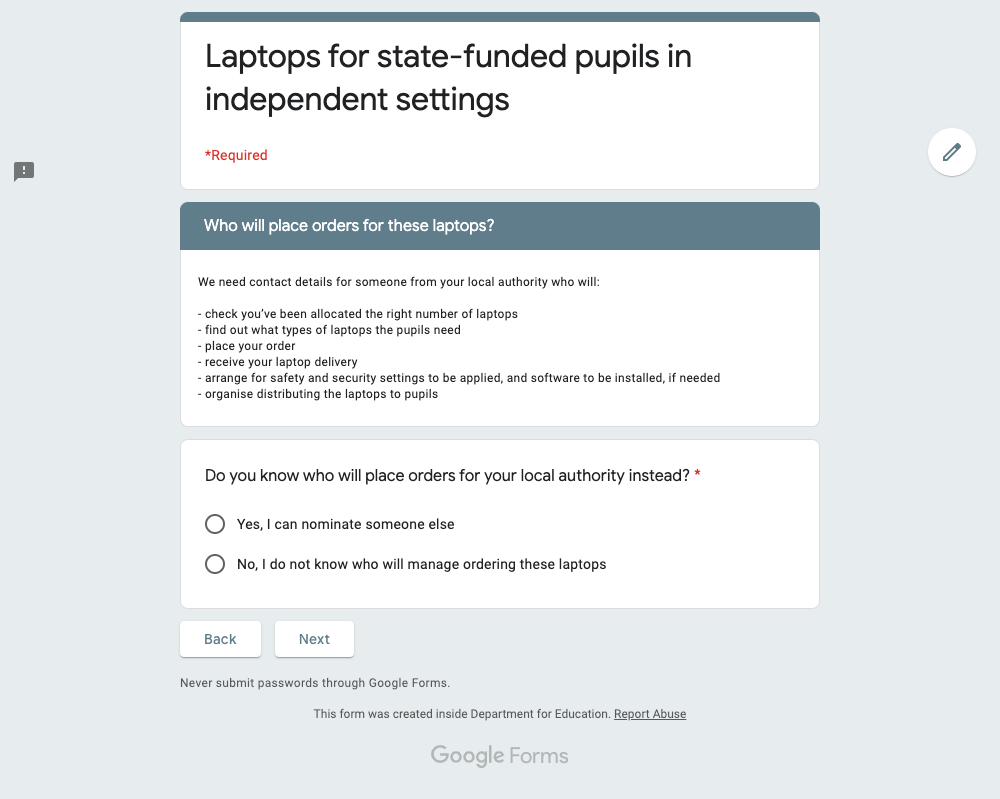 Laptops for state-funded pupils in
independent settings
*Required
Who will place orders for these laptops?
We need contact details for someone from your local authority who will:
- check you’ve been allocated the right number of laptops
- find out what types of laptops the pupils need
- place your order
- receive your laptop delivery
- arrange for safety and security settings to be applied, and software to be installed, if needed
- organise distributing the laptops to pupils
Do you know who will place orders for your local authority instead? *
Yes, I can nominate someone else
No, I do not know who will manage ordering these laptops
Back Next
Never submit passwords through Google Forms.
This form was created inside Department for Education. Report Abuse
Google Forms